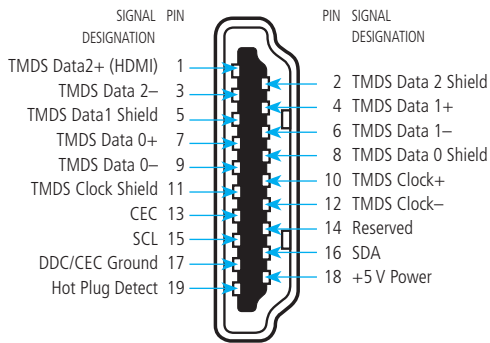 SIGNAL PIN
DESIGNATION
TMDS Data2+ (HDMI) 1
TMDS Data 2– 3
TMDS Data1 Shield 5
TMDS Data 0+ 7
TMDS Data 0– 9
TMDS Clock Shield 11
CEC 13
SCL 15
DDC/CEC Ground 17
Hot Plug Detect 19
PIN SIGNAL
DESIGNATION
2 TMDS Data 2 Shield
4 TMDS Data 1+
6 TMDS Data 1–
8 TMDS Data 0 Shield
10 TMDS Clock+
12 TMDS Clock–
14 Reserved
16 SDA
18 +5 V Power